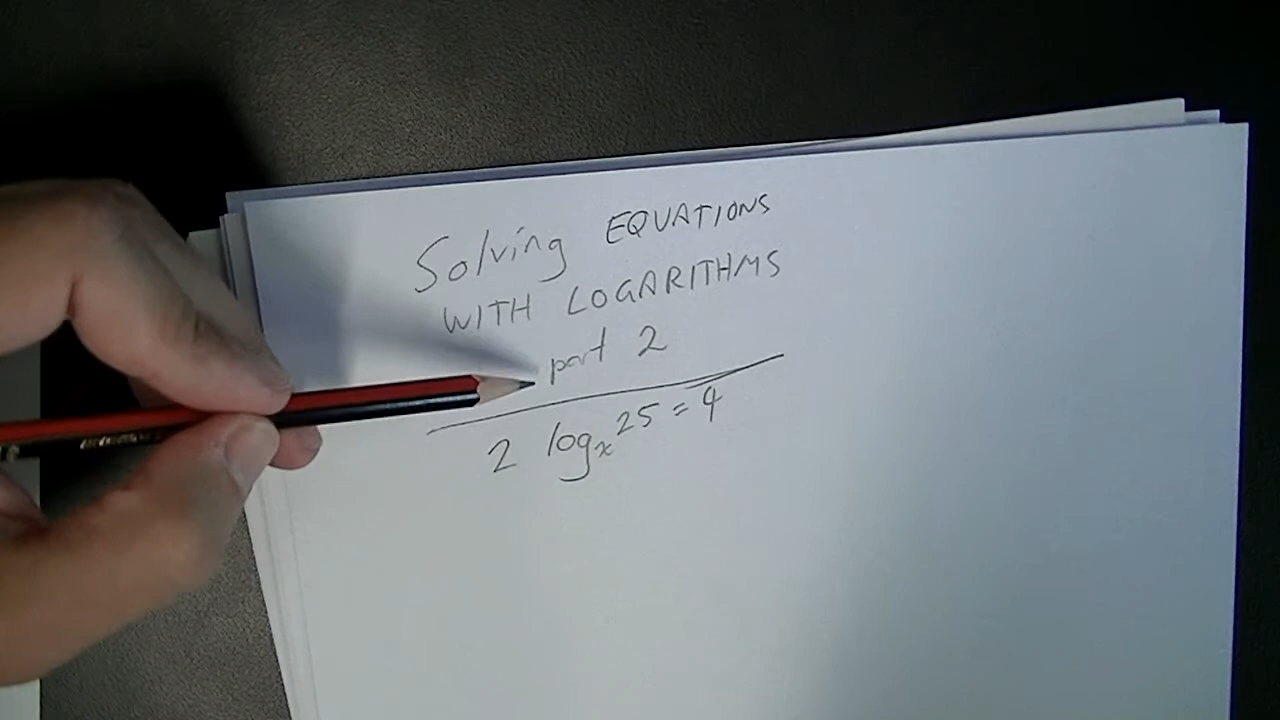 Solving EQUATIONS
WITH LOGARITHMS
part 2
2 logₓ 25 = 4